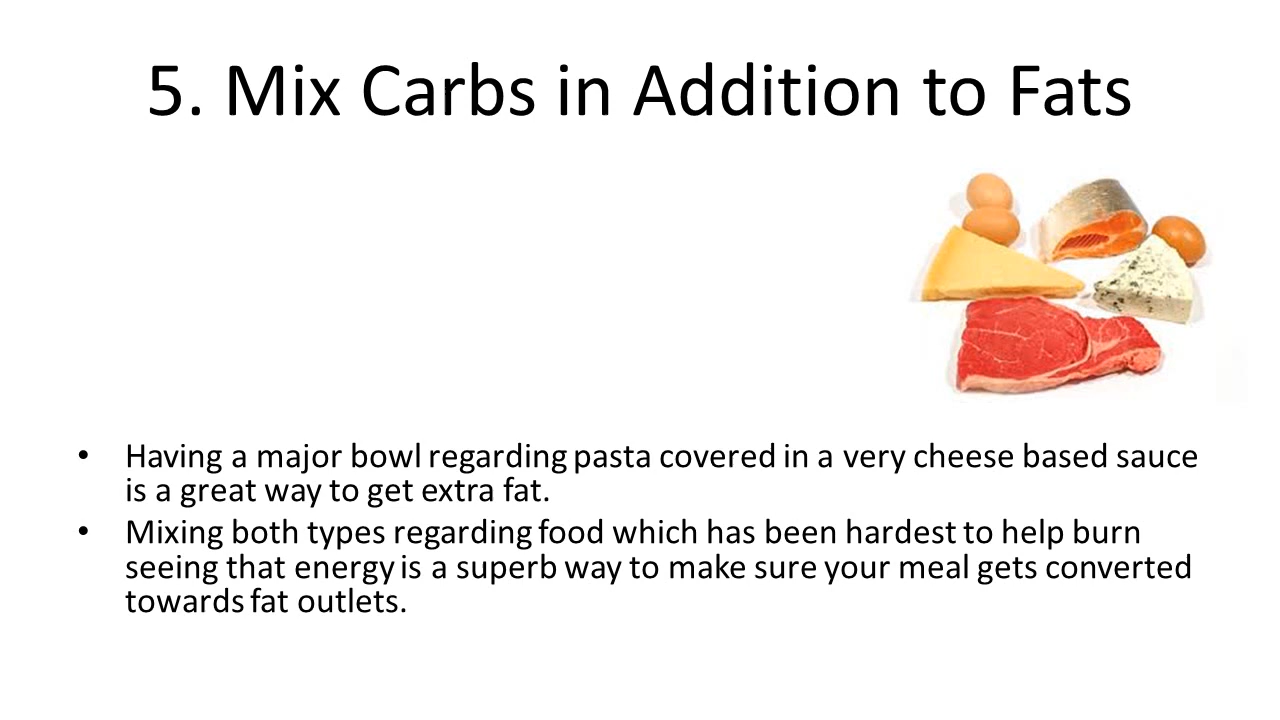 5. Mix Carbs in Addition to Fats
• Having a major bowl regarding pasta covered in a very cheese based sauce
is a great way to get extra fat.
• Mixing both types regarding food which has been hardest to help burn
seeing that energy is a superb way to make sure your meal gets converted
towards fat outlets.